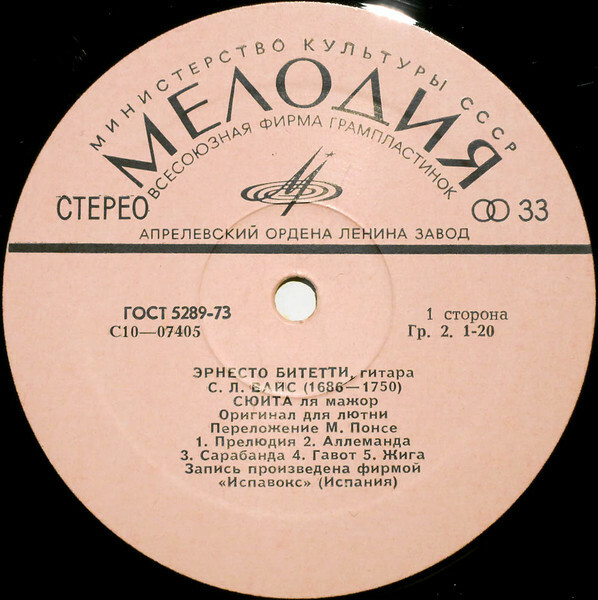 МИНИСТЕРСТВО КУЛЬТУРЫ СССР
МЕЛОДИЯ
ВСЕСОЮЗНАЯ ФИРМА ГРАМПЛАСТИНОК
СТЕРЕО
33
АПРЕЛЕВСКИЙ ОРДЕНА ЛЕНИНА ЗАВОД
ГОСТ 5289-73
С10—07405
1 сторона
Гр. 2. 1-20
ЭРНЕСТО БИТЕТТИ, гитара
С. Л. ВАЙС (1686—1750)
СЮИТА ля мажор
Оригинал для лютни
Переложение М. Понсе
1. Прелюдия 2. Аллеманда
3. Сарабанда 4. Гавот 5. Жига
Запись произведена фирмой
«Испавокс» (Испания)